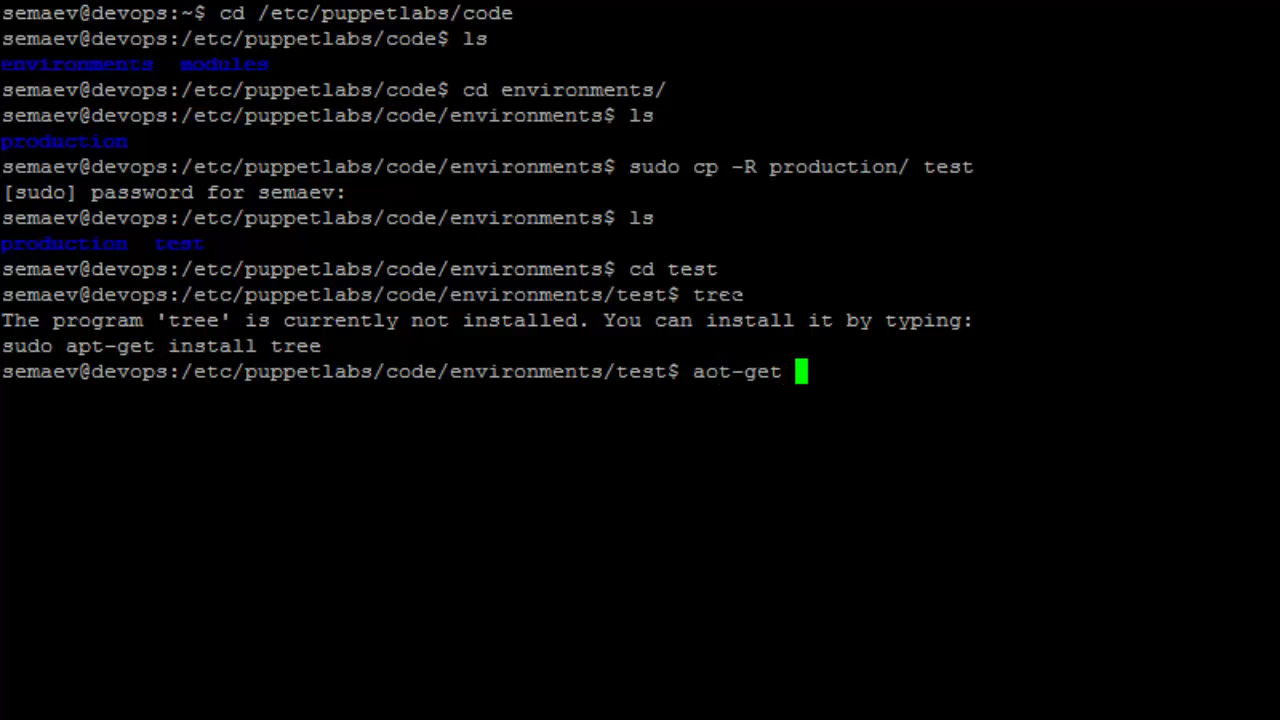 semaev@devops:~$ cd /etc/puppetlabs/code
semaev@devops:/etc/puppetlabs/code$ ls
environments  modules
semaev@devops:/etc/puppetlabs/code$ cd environments/
semaev@devops:/etc/puppetlabs/code/environments$ ls
production
semaev@devops:/etc/puppetlabs/code/environments$ sudo cp -R production/ test
[sudo] password for semaev:
semaev@devops:/etc/puppetlabs/code/environments$ ls
production  test
semaev@devops:/etc/puppetlabs/code/environments$ cd test
semaev@devops:/etc/puppetlabs/code/environments/test$ tree
The program 'tree' is currently not installed. You can install it by typing:
sudo apt-get install tree
semaev@devops:/etc/puppetlabs/code/environments/test$ aot-get